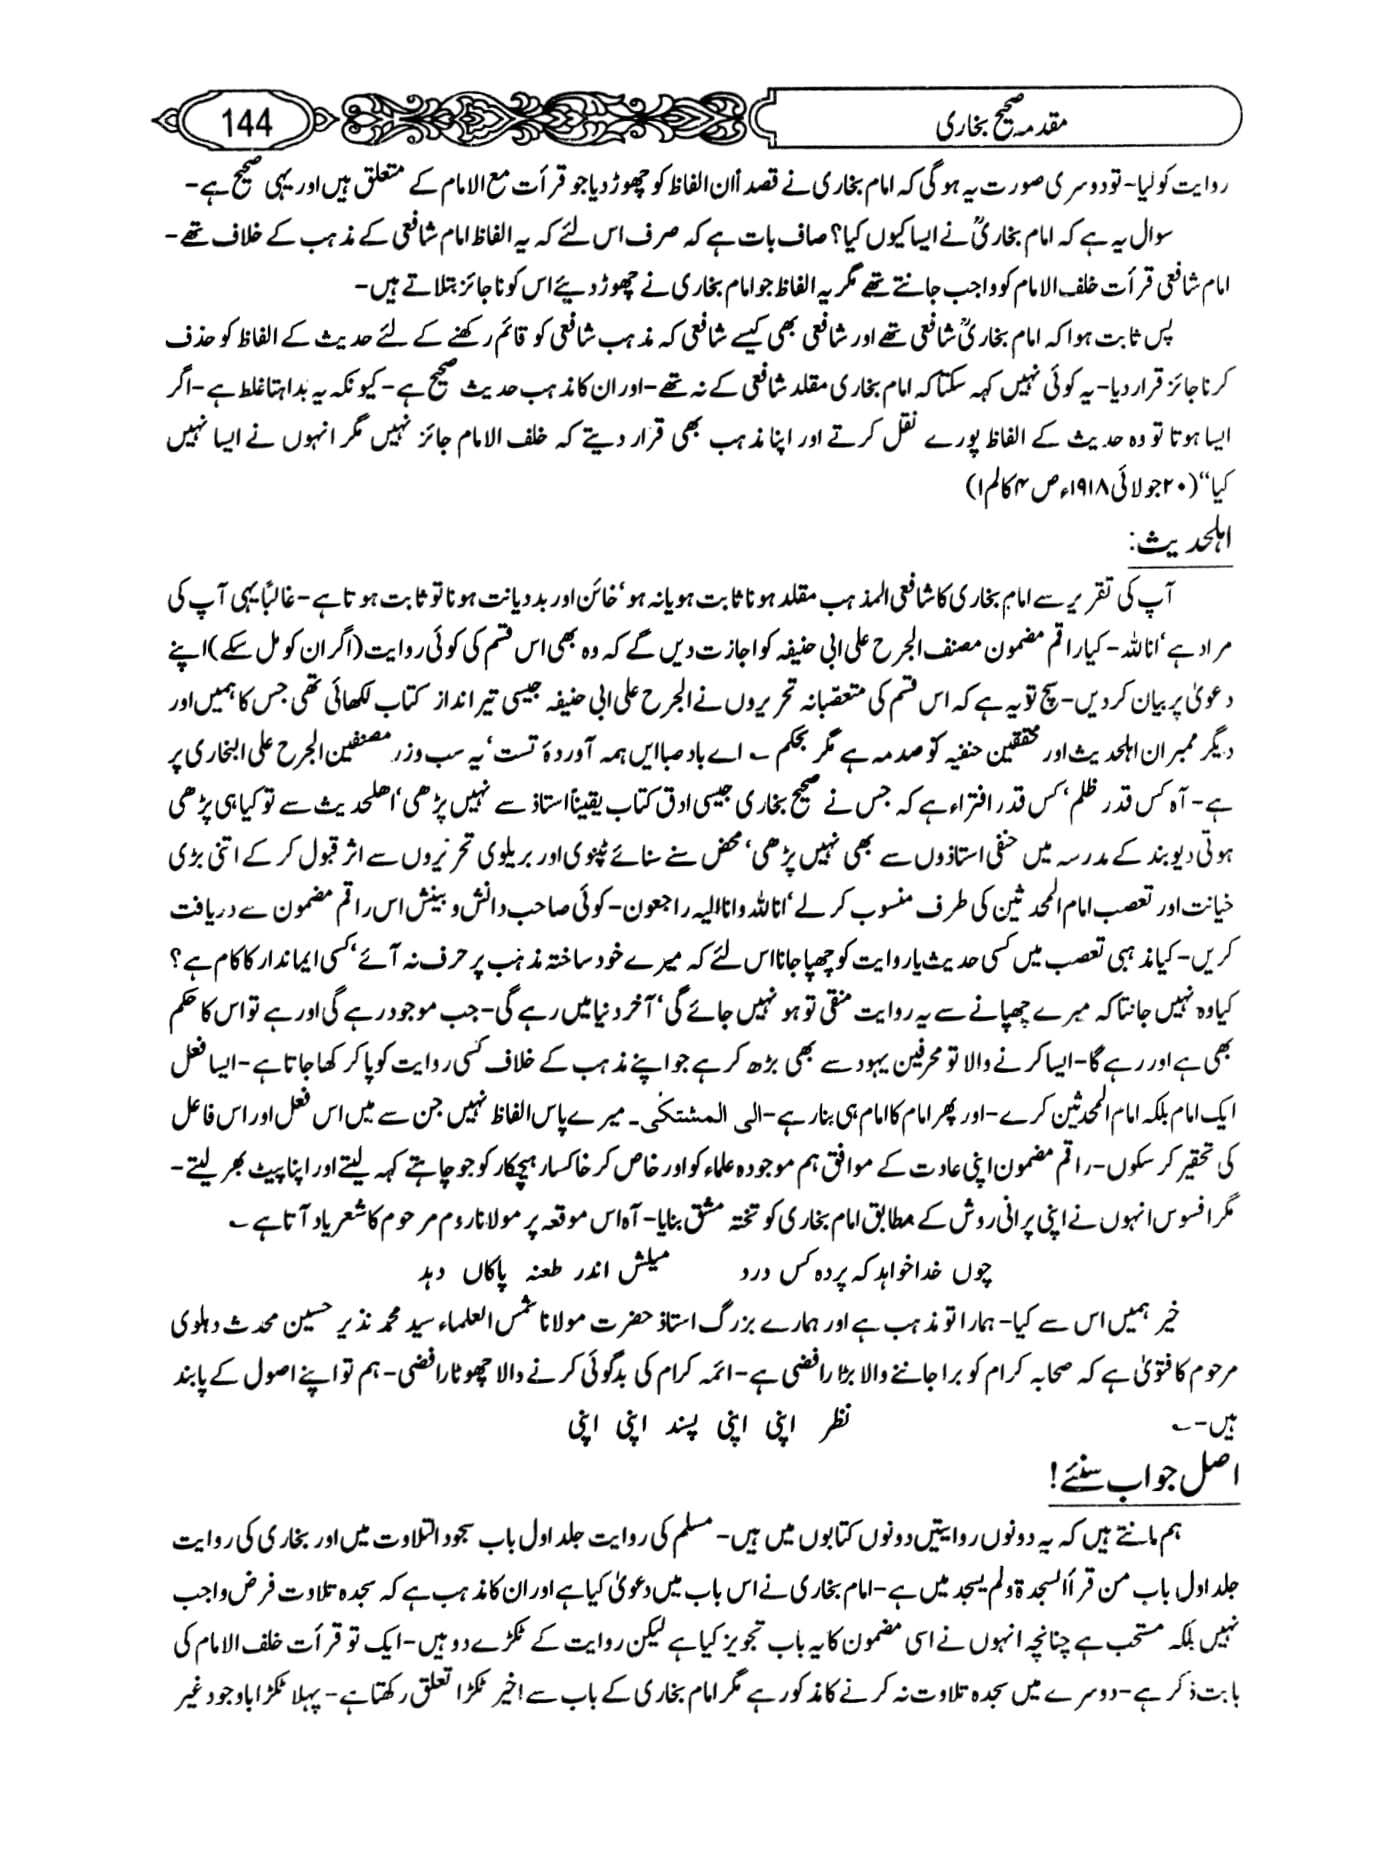 مقدمہ صحیح بخاری
144
روایت کو لیا- تو دوسری صورت یہ ہوگی کہ امام بخاری نے قصداً ان الفاظ کو چھوڑ دیا جو قرأت مع الامام کے متعلق ہیں اور یہی صحیح ہے-
سوال یہ ہے کہ امام بخاریؒ نے ایسا کیوں کیا؟ صاف بات ہے کہ صرف اس لئے کہ یہ الفاظ امام شافعی کے مذہب کے خلاف تھے-
امام شافعی قرأت خلف الامام کو واجب جانتے تھے مگر یہ الفاظ جو امام بخاری نے چھوڑ دیئے اس کو ناجائز بتلاتے ہیں-
پس ثابت ہوا کہ امام بخاریؒ شافعی تھے اور شافعی بھی کیسے شافعی کہ مذہب شافعی کو قائم رکھنے کے لئے حدیث کے الفاظ کو حذف
کرنا جائز قرار دیا- یہ کوئی نہیں کہہ سکتا کہ امام بخاری مقلد شافعی کے نہ تھے- اور ان کا مذہب حدیث صحیح ہے- کیونکہ یہ بداہتا غلط ہے- اگر
ایسا ہوتا تو وہ حدیث کے الفاظ پورے نقل کرتے اور اپنا مذہب بھی قرار دیتے کہ خلف الامام جائز نہیں مگر انہوں نے ایسا نہیں
کیا“ (۲۰ جولائی ۱۹۱۸ء ص ۴ کالم ۱)
اہلحدیث:
آپ کی تقریر سے امام بخاری کا شافعی المذہب مقلد ہونا ثابت ہو یا نہ ہو‘ خائن اور بد دیانت ہونا تو ثابت ہوتا ہے- غالباً یہی آپ کی
مراد ہے‘ انا للہ- کیا راقم مضمون مصنف الجرح علی ابی حنیفہ کو اجازت دیں گے کہ وہ بھی اس قسم کی کوئی روایت (اگر ان کو مل سکے) اپنے
دعویٰ پر بیان کر دیں- سچ تو یہ ہے کہ اس قسم کی متعصبانہ تحریروں نے الجرح علی ابی حنیفہ جیسی تیر انداز کتاب لکھائی تھی جس کا ہمیں اور
دیگر ممبران اہلحدیث اور محققین حنفیہ کو صدمہ ہے مگر بحکم ؎ اے باد صبا ایں ہمہ آوردۂ تست‘ یہ سب وزر مصنفین الجرح علی البخاری پر
ہے- آہ کس قدر ظلم‘ کس قدر افتراء ہے کہ جس نے صحیح بخاری جیسی ادق کتاب یقیناً استاذ سے نہیں پڑھی‘ اھلحدیث سے تو کیا ہی پڑھی
ہوتی دیوبند کے مدرسہ میں حنفی استاذوں سے بھی نہیں پڑھی‘ محض سنے سنائے ٹپنوی اور بریلوی تحریروں سے اثر قبول کر کے اتنی بڑی
خیانت اور تعصب امام المحدثین کی طرف منسوب کر لے‘ انا للہ وانا الیہ راجعون- کوئی صاحب دانش و بینش اس راقم مضمون سے دریافت
کریں- کیا مذہبی تعصب میں کسی حدیث یا روایت کو چھپا جانا اس لئے کہ میرے خود ساختہ مذہب پر حرف نہ آئے‘ کسی ایماندار کا کام ہے؟
کیا وہ نہیں جانتا کہ میرے چھپانے سے یہ روایت منقی تو ہو نہیں جائے گی‘ آخر دنیا میں رہے گی- جب موجود رہے گی اور ہے تو اس کا حکم
بھی ہے اور رہے گا- ایسا کرنے والا تو محرفین یہود سے بھی بڑھ کر ہے جو اپنے مذہب کے خلاف کسی روایت کو پا کر کھا جاتا ہے- ایسا فعل
ایک امام بلکہ امام المحدثین کرے- اور پھر امام کا امام ہی بنا رہے- الی المشتکی۔ میرے پاس الفاظ نہیں جن سے میں اس فعل اور اس فاعل
کی تحقیر کر سکوں- راقم مضمون اپنی عادت کے موافق ہم موجودہ علماء کو اور خاص کر خاکسار ہیچکار کو جو چاہتے کہہ لیتے اور اپنا پیٹ بھر لیتے-
مگر افسوس انہوں نے اپنی پرانی روش کے مطابق امام بخاری کو تختہ مشق بنایا- آہ اس موقعہ پر مولانا روم مرحوم کا شعر یاد آتا ہے ؎
چوں خدا خواہد کہ پردہ کس درد میلش اندر طعنہ پاکاں دہد
خیر ہمیں اس سے کیا- ہمارا تو مذہب ہے اور ہمارے بزرگ استاذ حضرت مولانا شمس العلماء سید محمد نذیر حسین محدث دہلوی
مرحوم کا فتویٰ ہے کہ صحابہ کرام کو برا جاننے والا بڑا رافضی ہے- ائمہ کرام کی بدگوئی کرنے والا چھوٹا رافضی- ہم تو اپنے اصول کے پابند
ہیں- ؎ نظر اپنی اپنی پسند اپنی اپنی
اصل جواب سنئے!
ہم مانتے ہیں کہ یہ دونوں روایتیں دونوں کتابوں میں ہیں- مسلم کی روایت جلد اول باب سجود التلاوت میں اور بخاری کی روایت
جلد اول باب من قرأ السجدۃ ولم یسجد میں ہے- امام بخاری نے اس باب میں دعویٰ کیا ہے اور ان کا مذہب ہے کہ سجدہ تلاوت فرض واجب
نہیں بلکہ مستحب ہے چنانچہ انہوں نے اسی مضمون کا یہ باب تجویز کیا ہے لیکن روایت کے ٹکڑے دو ہیں- ایک تو قرأت خلف الامام کی
بابت ذکر ہے- دوسرے میں سجدہ تلاوت نہ کرنے کا مذکور ہے مگر امام بخاری کے باب سے اخیر ٹکڑا تعلق رکھتا ہے- پہلا ٹکڑا باوجود غیر